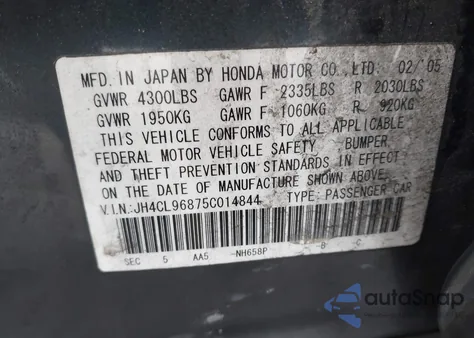 MFD. IN JAPAN BY HONDA MOTOR CO., LTD. 02/'05
GVWR 4300LBS GAWR F 2335LBS R 2030LBS
GVWR 1950KG GAWR F 1060KG R 920KG
THIS VEHICLE CONFORMS TO ALL APPLICABLE
FEDERAL MOTOR VEHICLE SAFETY, BUMPER,
AND THEFT PREVENTION STANDARDS IN EFFECT
ON THE DATE OF MANUFACTURE SHOWN ABOVE.
V.I.N.: JH4CL96875C014844 TYPE: PASSENGER CAR
SEC 5 AA5 -NH658P -B -C
autoSnap